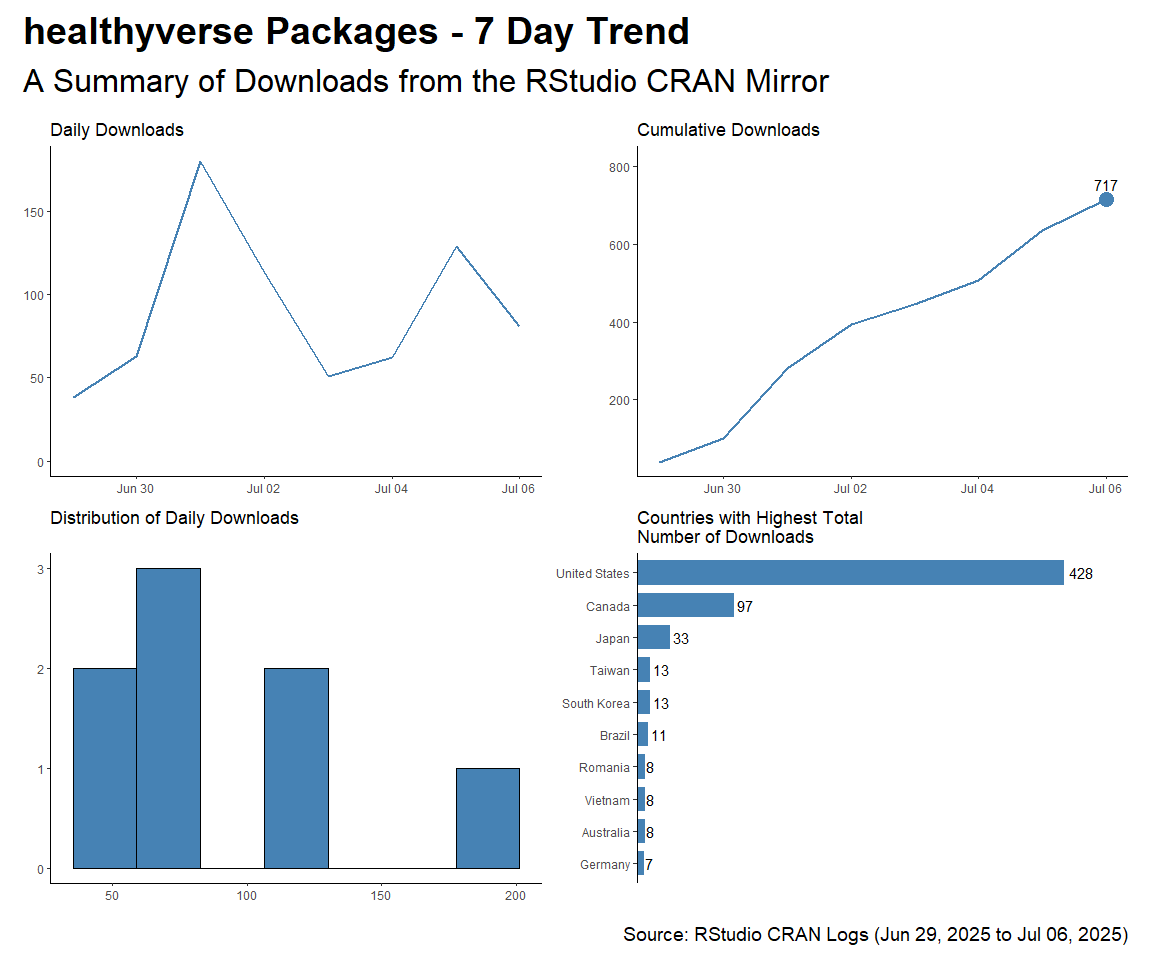 healthyverse Packages - 7 Day Trend
A Summary of Downloads from the RStudio CRAN Mirror
Daily Downloads
150
100
50
0
Jun 30 Jul 02 Jul 04 Jul 06
Cumulative Downloads
800
600
400
200
717
Jun 30 Jul 02 Jul 04 Jul 06
Distribution of Daily Downloads
3
2
1
0
50 100 150 200
Countries with Highest Total
Number of Downloads
United States 428
Canada 97
Japan 33
Taiwan 13
South Korea 13
Brazil 11
Romania 8
Vietnam 8
Australia 8
Germany 7
Source: RStudio CRAN Logs (Jun 29, 2025 to Jul 06, 2025)